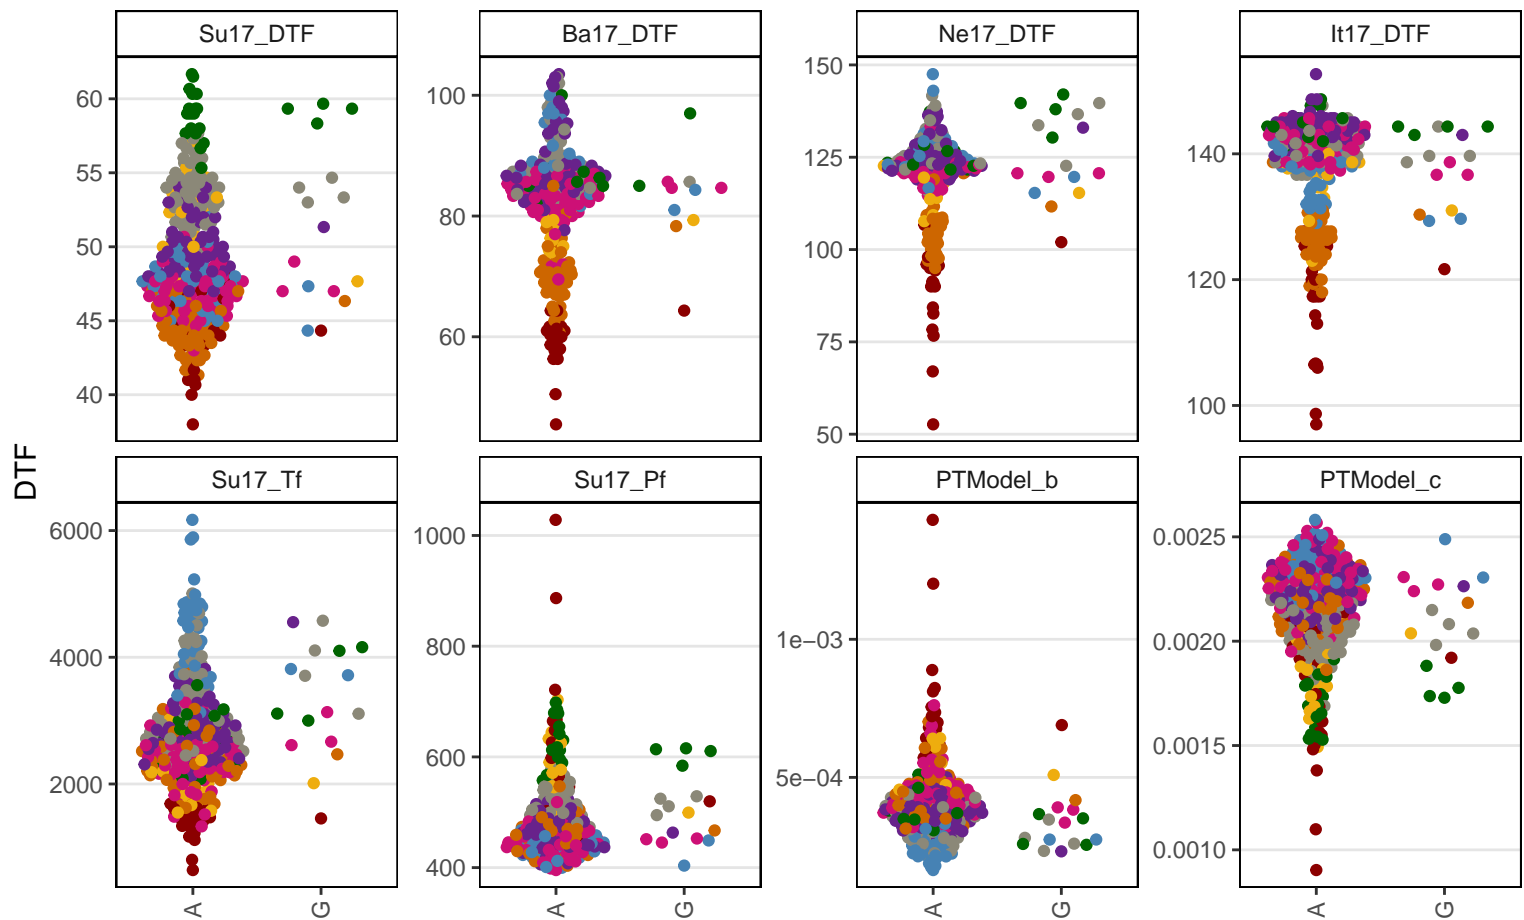 Su17_DTF
Ba17_DTF
Ne17_DTF
It17_DTF
60
55
50
45
40
100
80
60
150
125
100
75
50
140
120
100
DTF
Su17_Tf
Su17_Pf
PTModel_b
PTModel_c
6000
4000
2000
1000
800
600
400
1e−03
5e−04
0.0025
0.0020
0.0015
0.0010
A
G
A
G
A
G
A
G